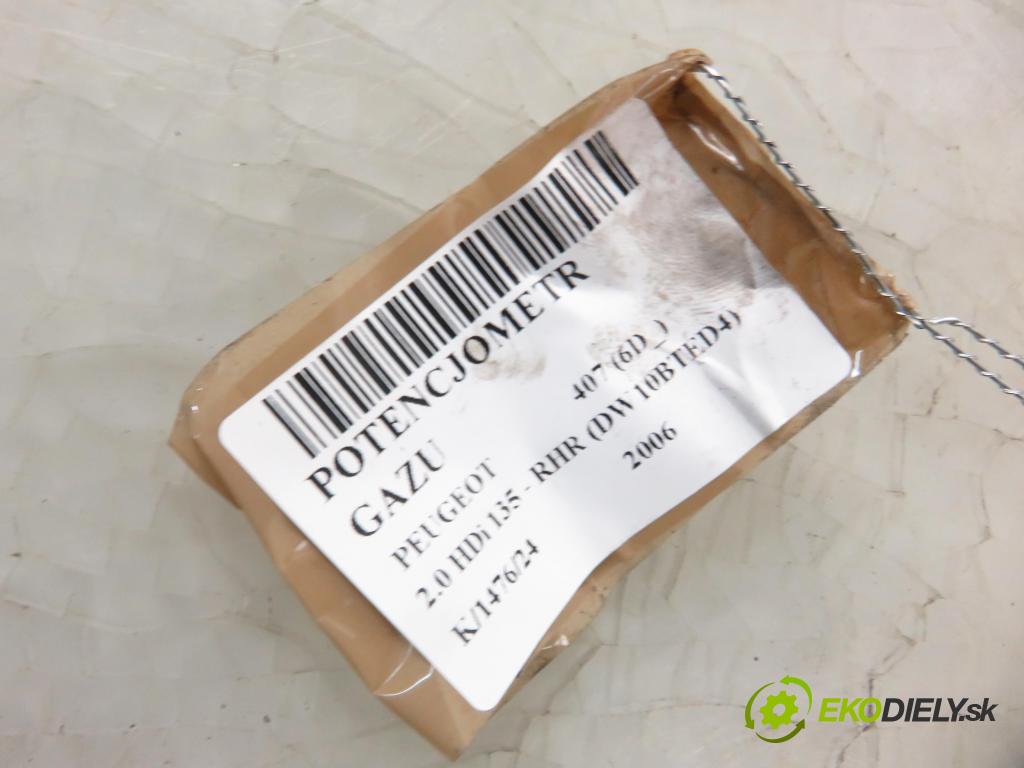 POTENCJOMETR
GAZU
PEUGEOT 407 (6D_)
2.0 HDi 135 - RHR (DW10BTED4)
K/1476/24 2006
EKODIELY.sk